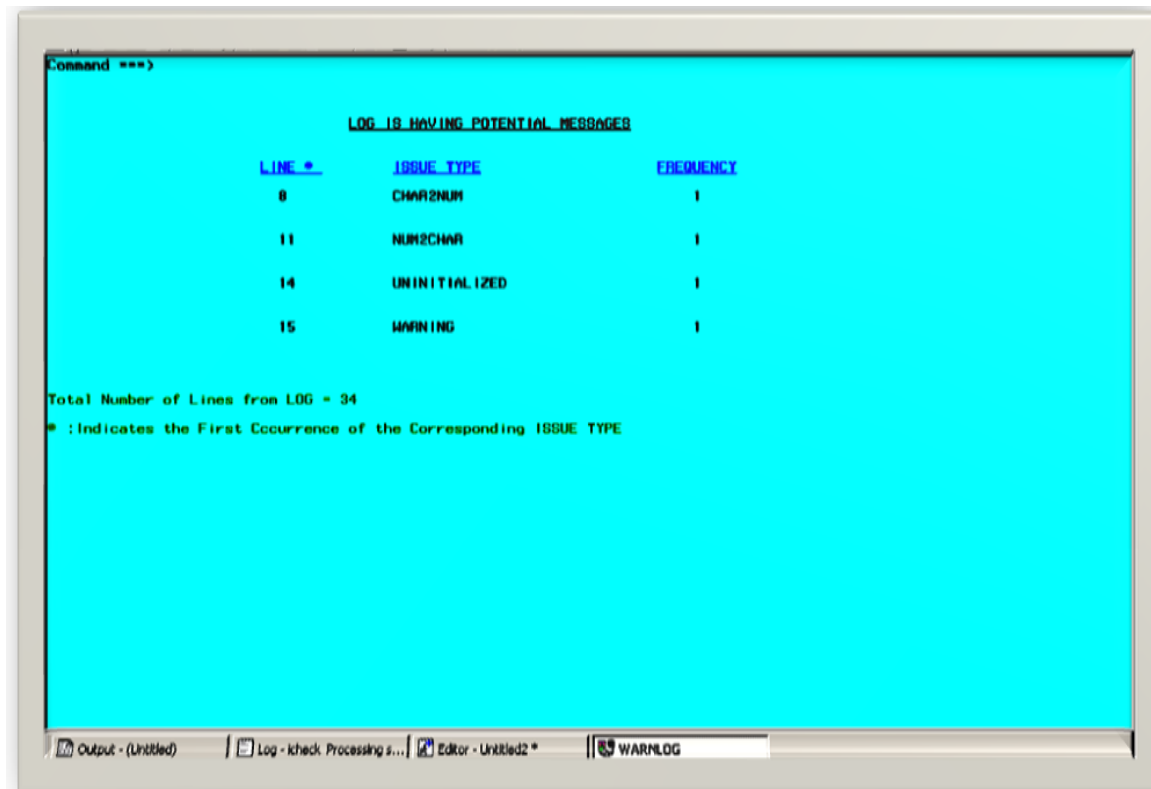 Command ===>
LOG IS HAVING POTENTIAL MESSAGES
LINE * ISSUE TYPE FREQUENCY
8 CHAR2NUM 1
11 NUM2CHAR 1
14 UNINITIALIZED 1
15 WARNING 1
Total Number of Lines from LOG = 34
* :Indicates the First Occurrence of the Corresponding ISSUE TYPE
Output - (Untitled) Log - icheck Processing s... Editor - Untitled2 * WARNLOG